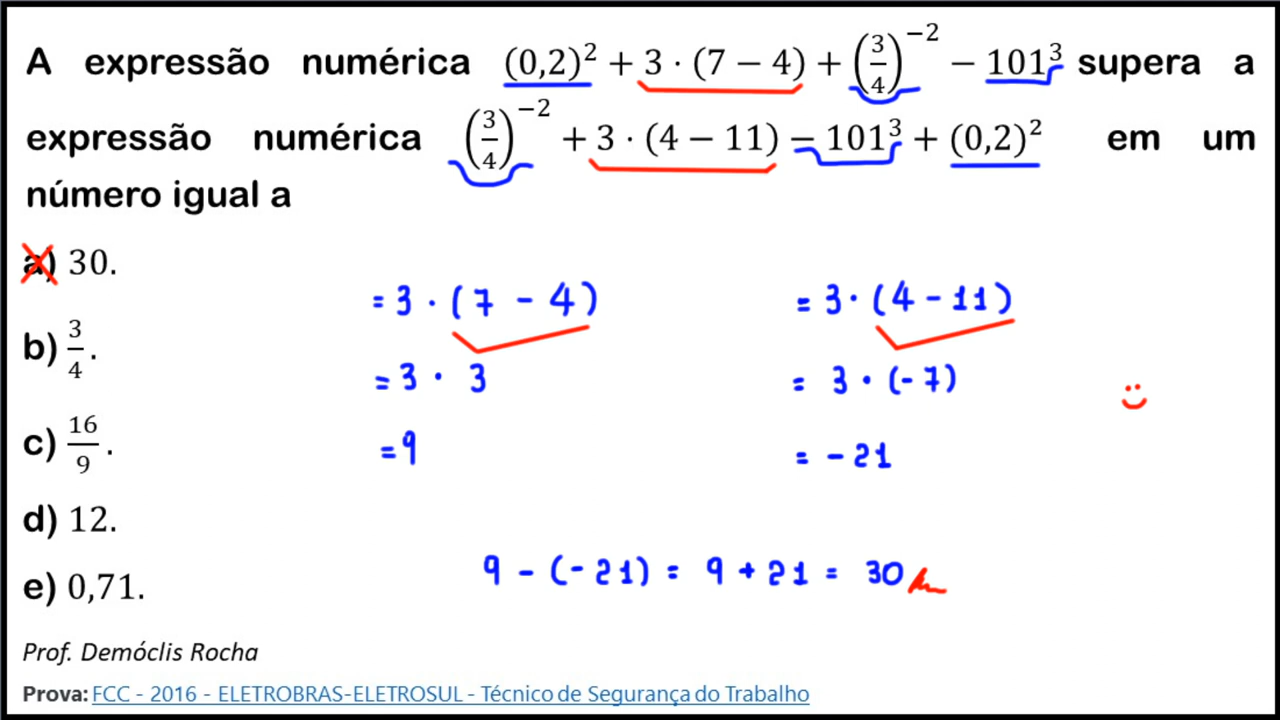 A expressão numérica (0,2)² + 3 · (7 − 4) + (3/4)⁻² − 101³ supera a
expressão numérica (3/4)⁻² + 3 · (4 − 11) − 101³ + (0,2)² em um
número igual a
a) 30.
= 3 · (7 - 4)
= 3 · (4 - 11)
b) 3/4.
= 3 · 3
= 3 · (-7)
c) 16/9.
= 9
= - 21
d) 12.
9 - (- 21) = 9 + 21 = 30
e) 0,71.
Prof. Demóclis Rocha
Prova: FCC - 2016 - ELETROBRAS-ELETROSUL - Técnico de Segurança do Trabalho